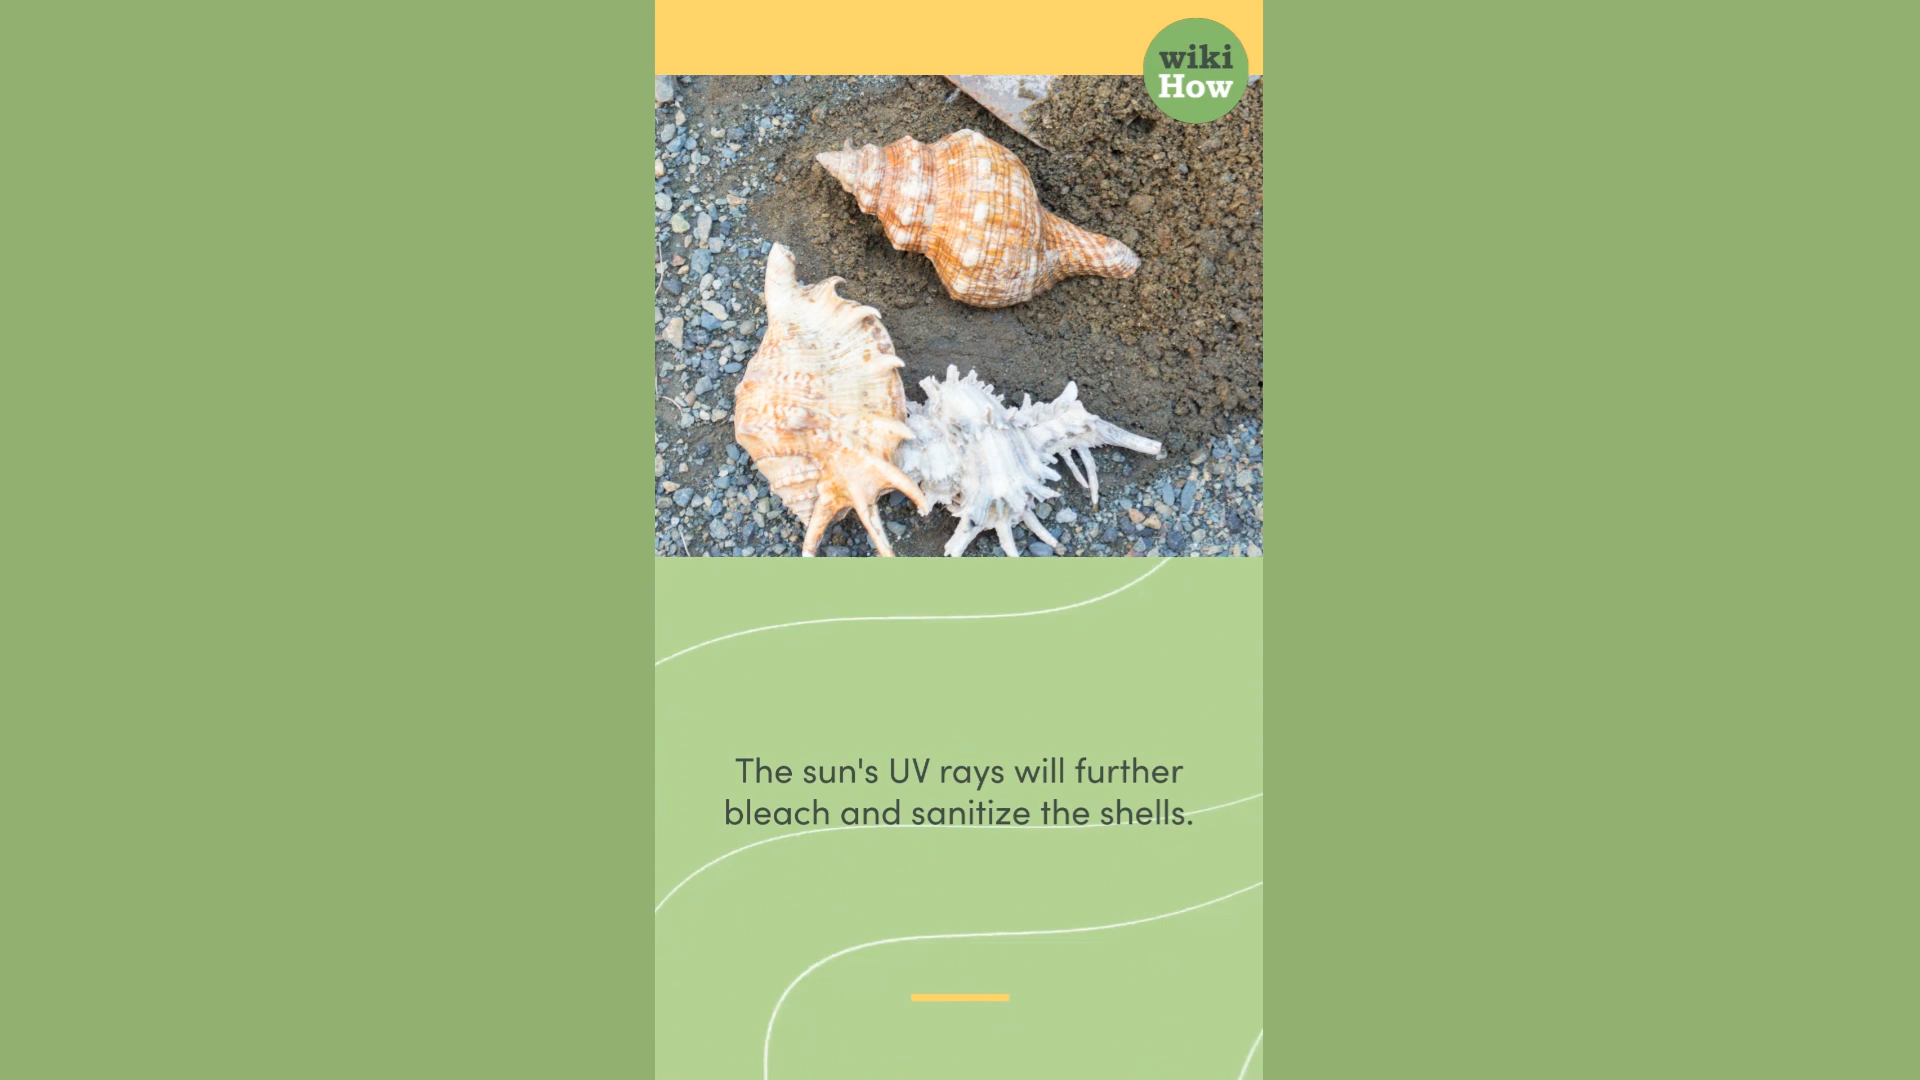 wiki
How
The sun's UV rays will further
bleach and sanitize the shells.